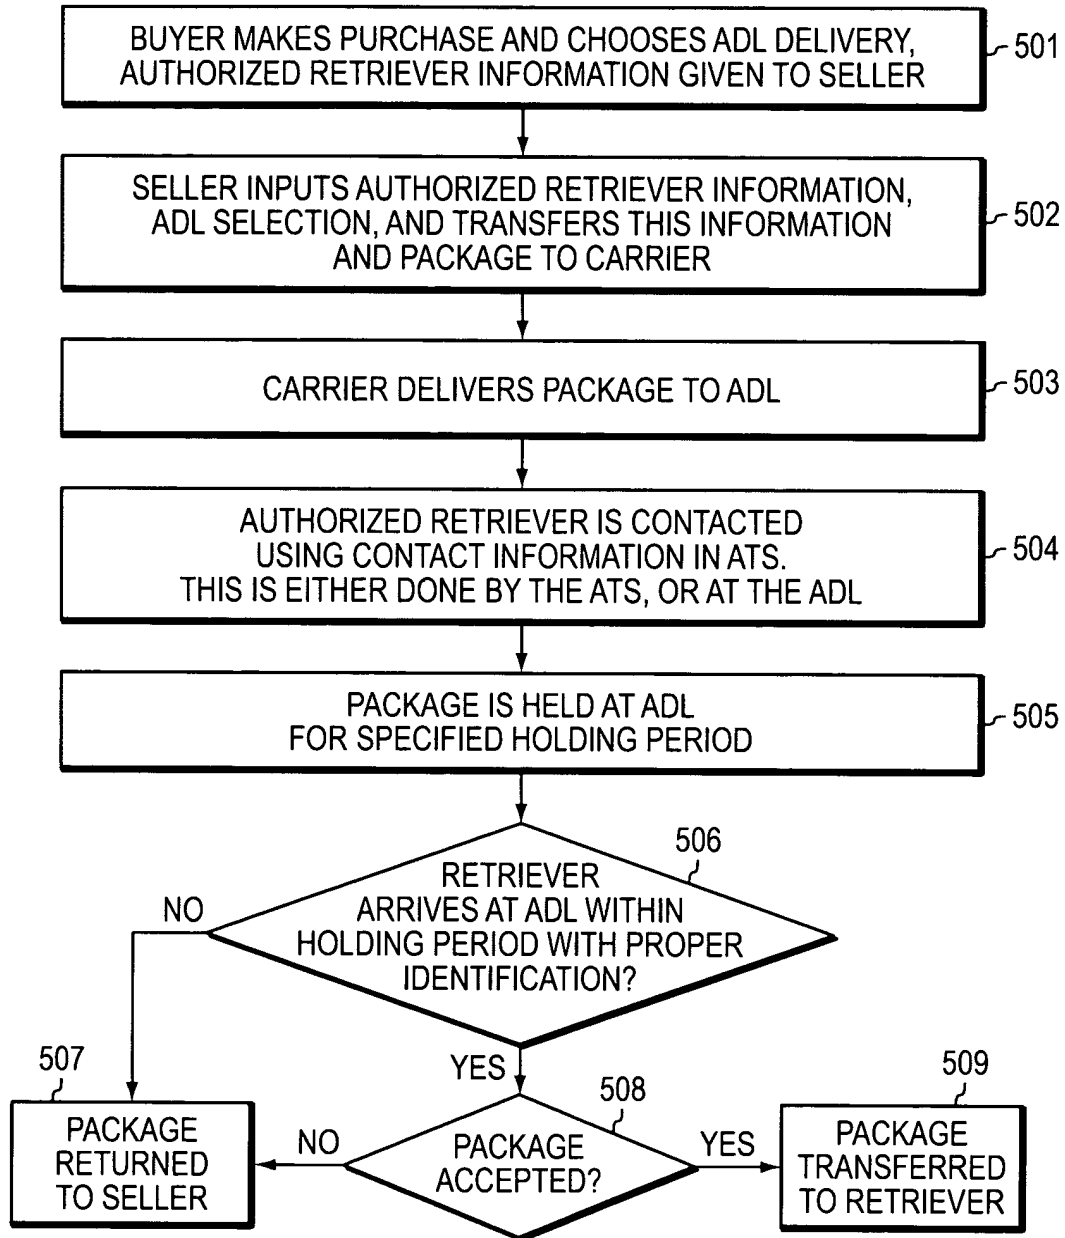 BUYER MAKES PURCHASE AND CHOOSES ADL DELIVERY,
AUTHORIZED RETRIEVER INFORMATION GIVEN TO SELLER
501
SELLER INPUTS AUTHORIZED RETRIEVER INFORMATION,
ADL SELECTION, AND TRANSFERS THIS INFORMATION
AND PACKAGE TO CARRIER
502
CARRIER DELIVERS PACKAGE TO ADL
503
AUTHORIZED RETRIEVER IS CONTACTED
USING CONTACT INFORMATION IN ATS.
THIS IS EITHER DONE BY THE ATS, OR AT THE ADL
504
PACKAGE IS HELD AT ADL
FOR SPECIFIED HOLDING PERIOD
505
506
RETRIEVER
ARRIVES AT ADL WITHIN
HOLDING PERIOD WITH PROPER
IDENTIFICATION?
NO
YES
507
PACKAGE
RETURNED
TO SELLER
NO
508
PACKAGE
ACCEPTED?
YES
509
PACKAGE
TRANSFERRED
TO RETRIEVER